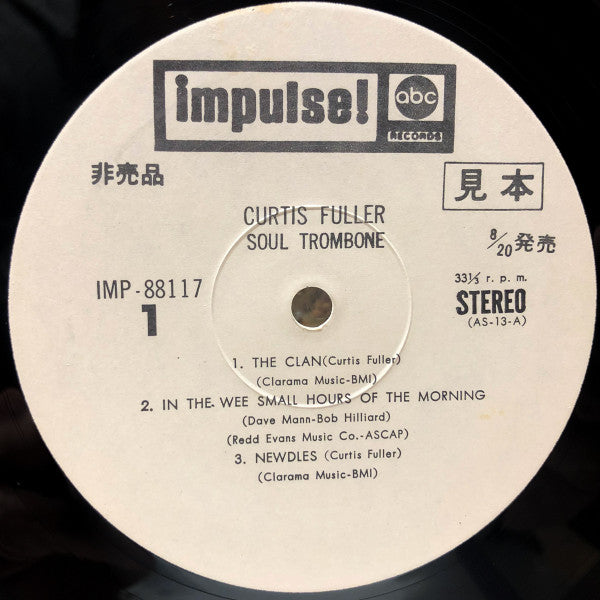 impulse!
abc
RECORDS
非売品
見本
CURTIS FULLER
SOUL TROMBONE
8/20発売
IMP-88117
1
33⅓ r. p. m.
STEREO
(AS-13-A)
1. THE CLAN (Curtis Fuller)
(Clarama Music-BMI)
2. IN THE WEE SMALL HOURS OF THE MORNING
(Dave Mann-Bob Hilliard)
(Redd Evans Music Co.-ASCAP)
3. NEWDLES (Curtis Fuller)
(Clarama Music-BMI)